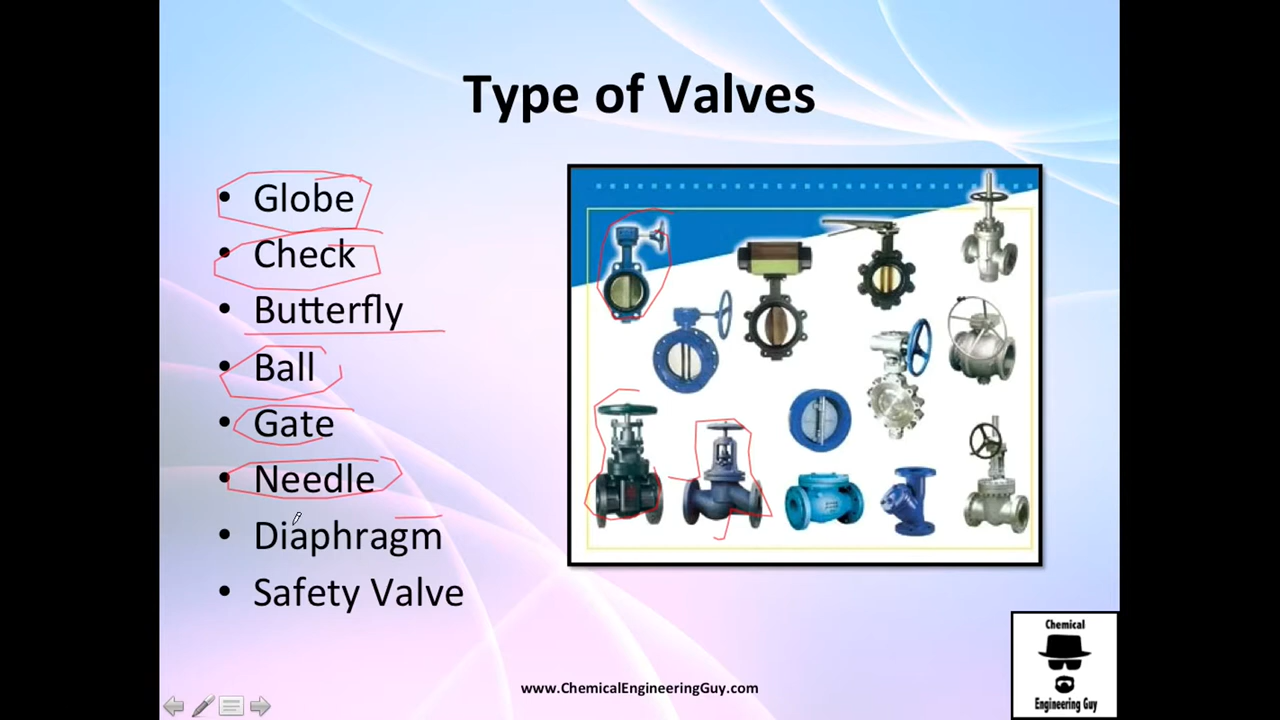 Type of Valves
• Globe
• Check
• Butterfly
• Ball
• Gate
• Needle
• Diaphragm
• Safety Valve
www.ChemicalEngineeringGuy.com
Chemical
Engineering Guy